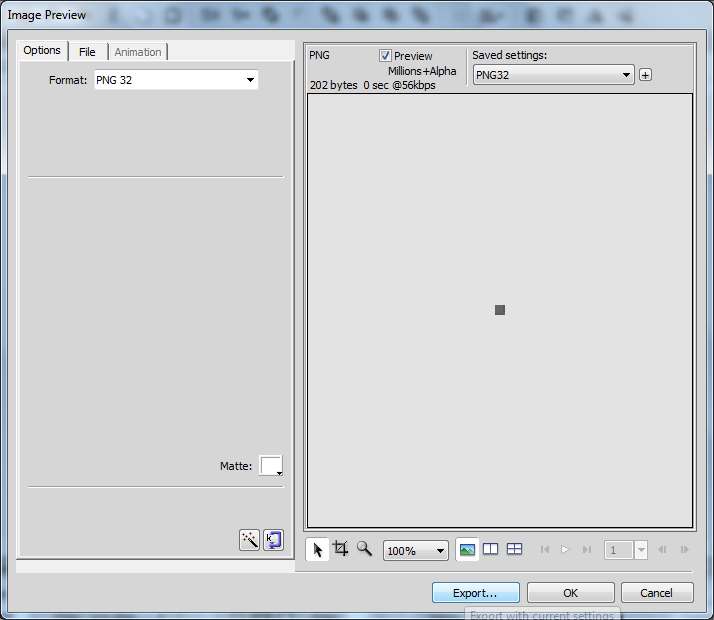 Image Preview
Options
File
Animation
Format:
PNG 32
Matte:
PNG
Preview
Millions+Alpha
202 bytes 0 sec @56kbps
Saved settings:
PNG32
100%
1
Export...
OK
Cancel
Export with current settings